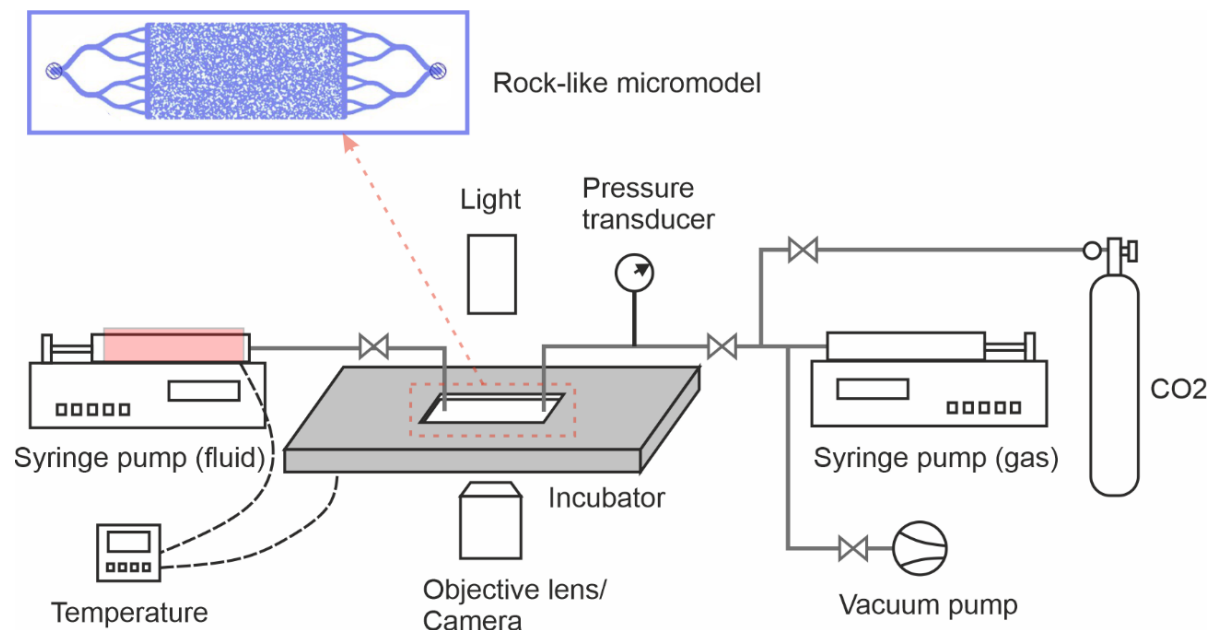 Rock-like micromodel
Light
Pressure
transducer
CO2
Syringe pump (fluid)
Syringe pump (gas)
Incubator
Temperature
Objective lens/
Camera
Vacuum pump